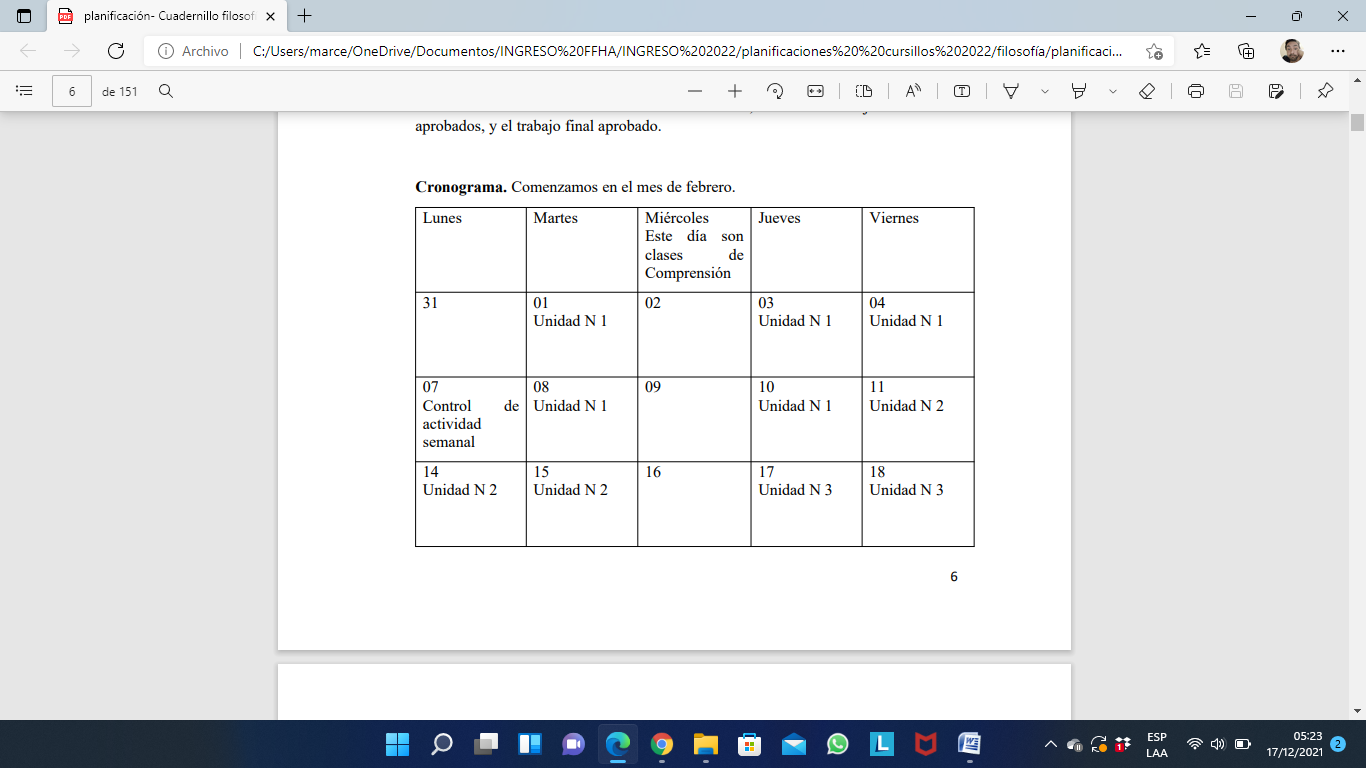 planificación- Cuadernillo filosofí
Archivo
C:/Users/marce/OneDrive/Documentos/INGRESO%20FFHA/INGRESO%202022/planificaciones%20%20cursillos%202022/filosofía/planificaci...
6 de 151
aprobados, y el trabajo final aprobado.
Cronograma. Comenzamos en el mes de febrero.
Lunes Martes Miércoles Jueves Viernes
Este día son
clases de
Comprensión
31 01 02 03 04
Unidad N 1 Unidad N 1 Unidad N 1
07 08 09 10 11
Control de Unidad N 1 Unidad N 1 Unidad N 2
actividad
semanal
14 15 16 17 18
Unidad N 2 Unidad N 2 Unidad N 3 Unidad N 3
6
ESP
LAA
05:23
17/12/2021
2